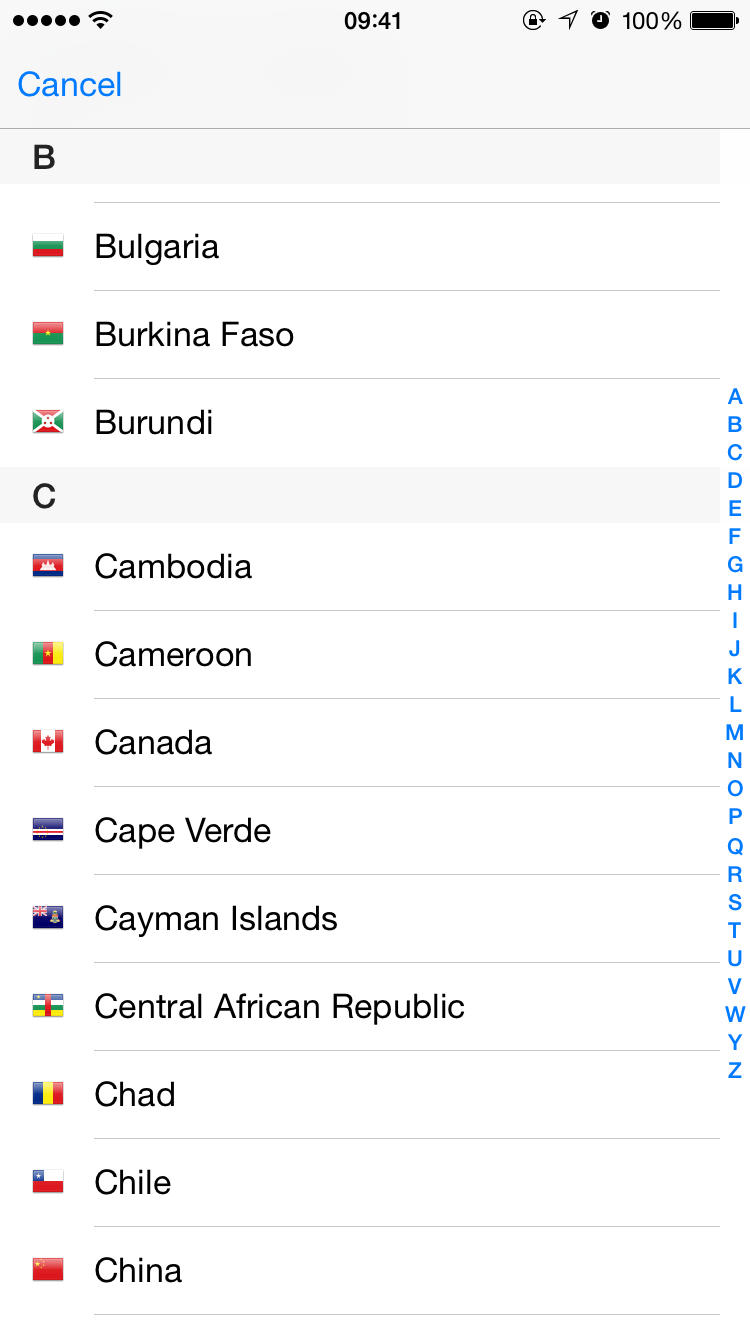 09:41 100%
Cancel
B
Bulgaria
Burkina Faso
Burundi
C
Cambodia
Cameroon
Canada
Cape Verde
Cayman Islands
Central African Republic
Chad
Chile
China
A
B
C
D
E
F
G
H
I
J
K
L
M
N
O
P
Q
R
S
T
U
V
W
Y
Z